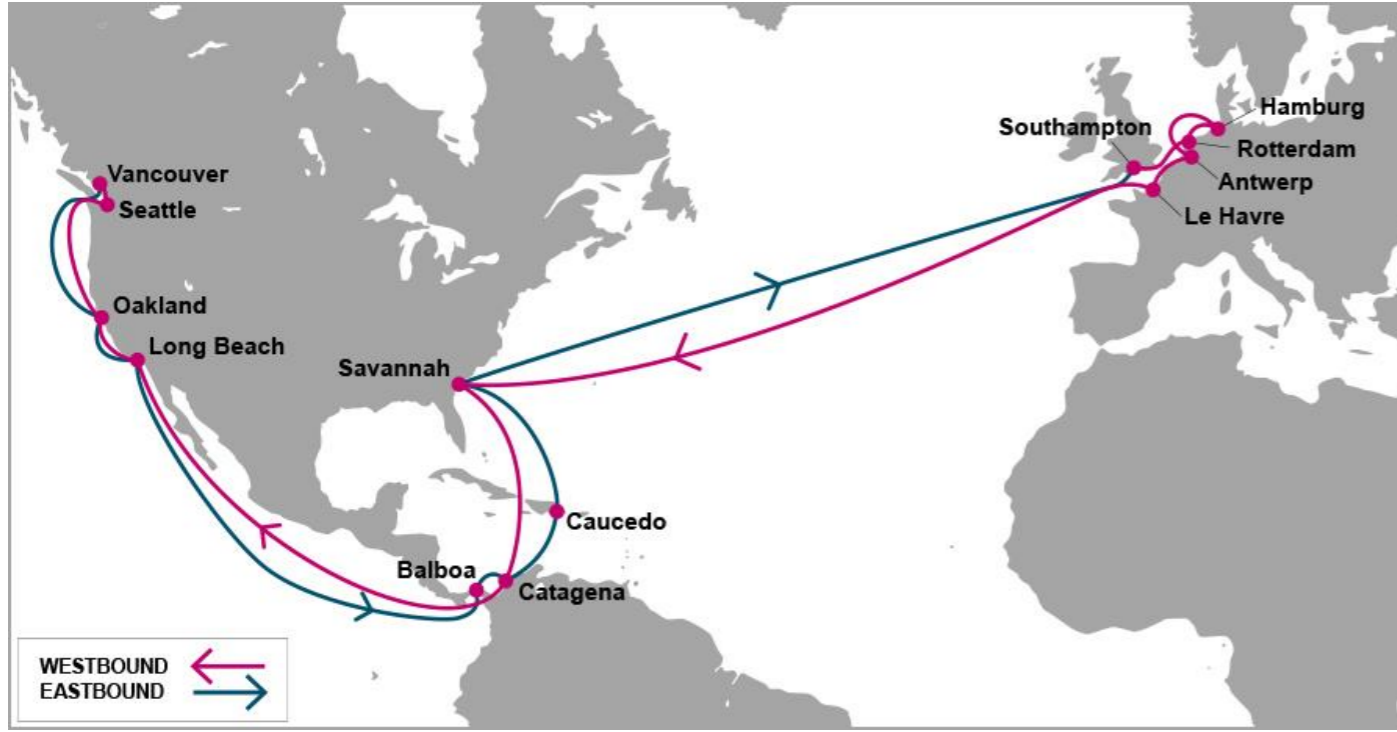 Hamburg
Southampton
Rotterdam
Vancouver
Antwerp
Seattle
Le Havre
Oakland
Long Beach
Savannah
Caucedo
Balboa
Catagena
WESTBOUND
EASTBOUND